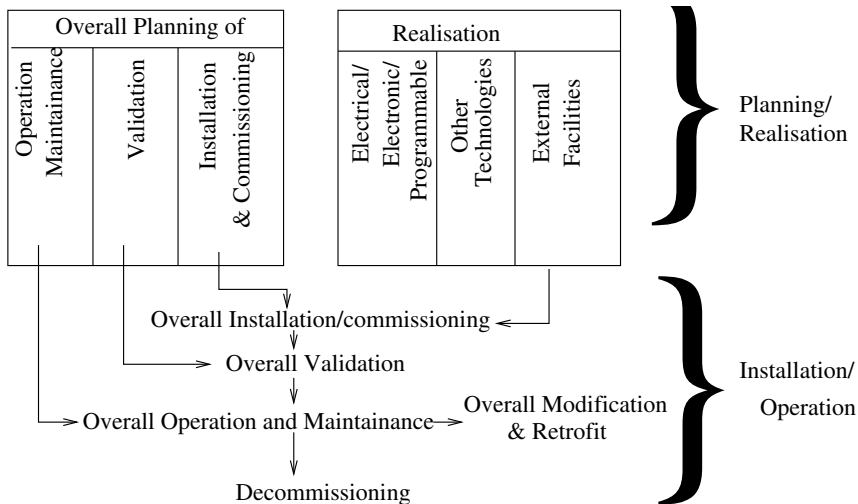 Overall Planning of
Operation
Maintainance
Validation
Installation
& Commissioning
Realisation
Electrical/
Electronic/
Programmable
Other
Technologies
External
Facilities
Planning/
Realisation
Overall Installation/commissioning
Overall Validation
Overall Operation and Maintainance
Overall Modification
& Retrofit
Decommissioning
Installation/
Operation